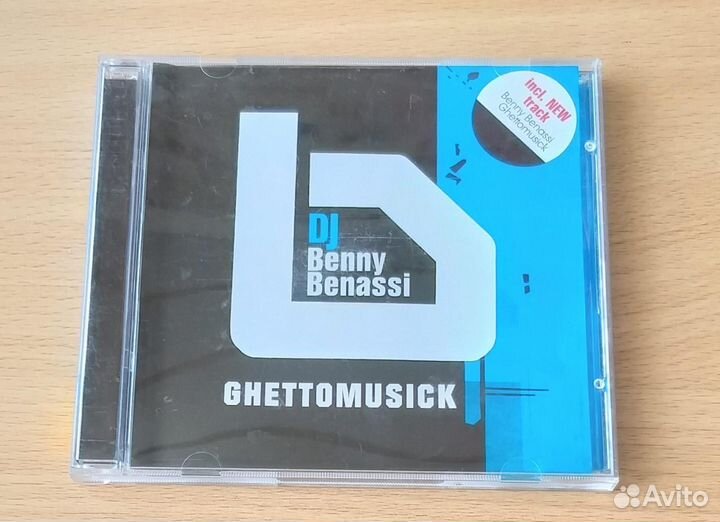 incl. NEW
track
Benny Benassi
Ghettomusick
b
DJ
Benny
Benassi
GHETTOMUSICK
Avito